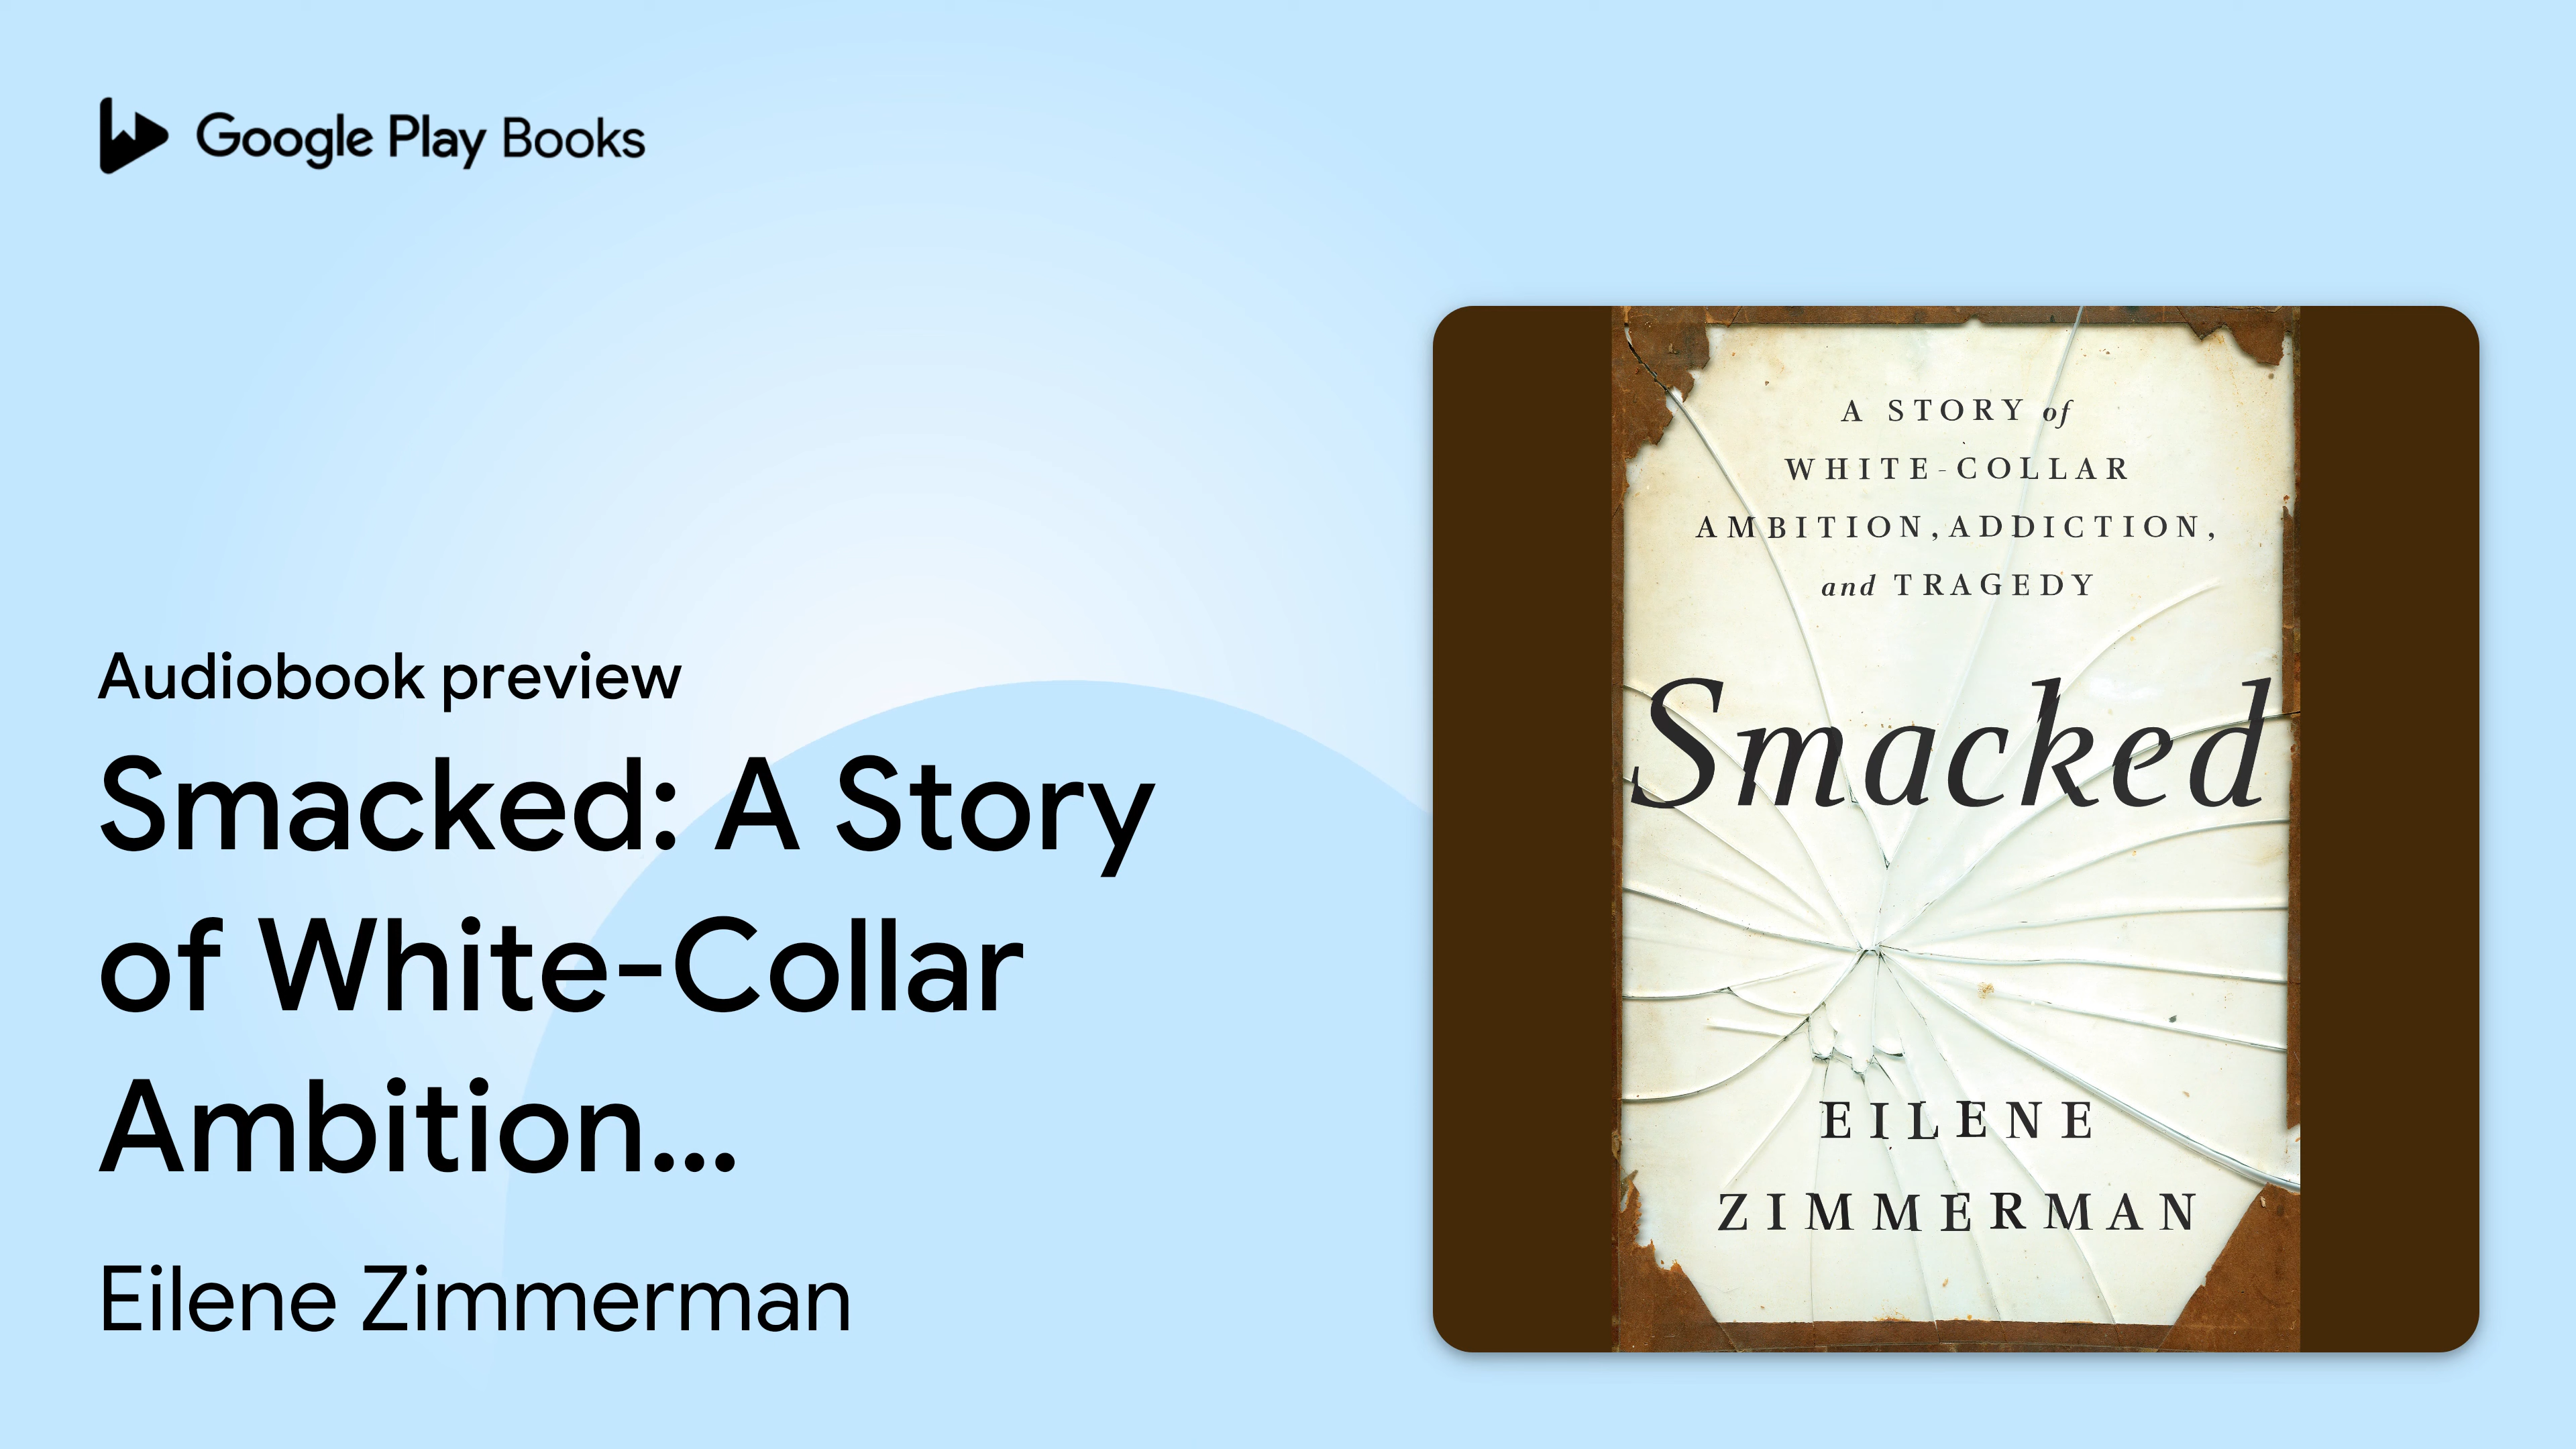 Google Play Books
Audiobook preview
Smacked: A Story
of White-Collar
Ambition...
Eilene Zimmerman
A STORY of
WHITE-COLLAR
AMBITION, ADDICTION,
and TRAGEDY
Smacked
EILENE
ZIMMERMAN